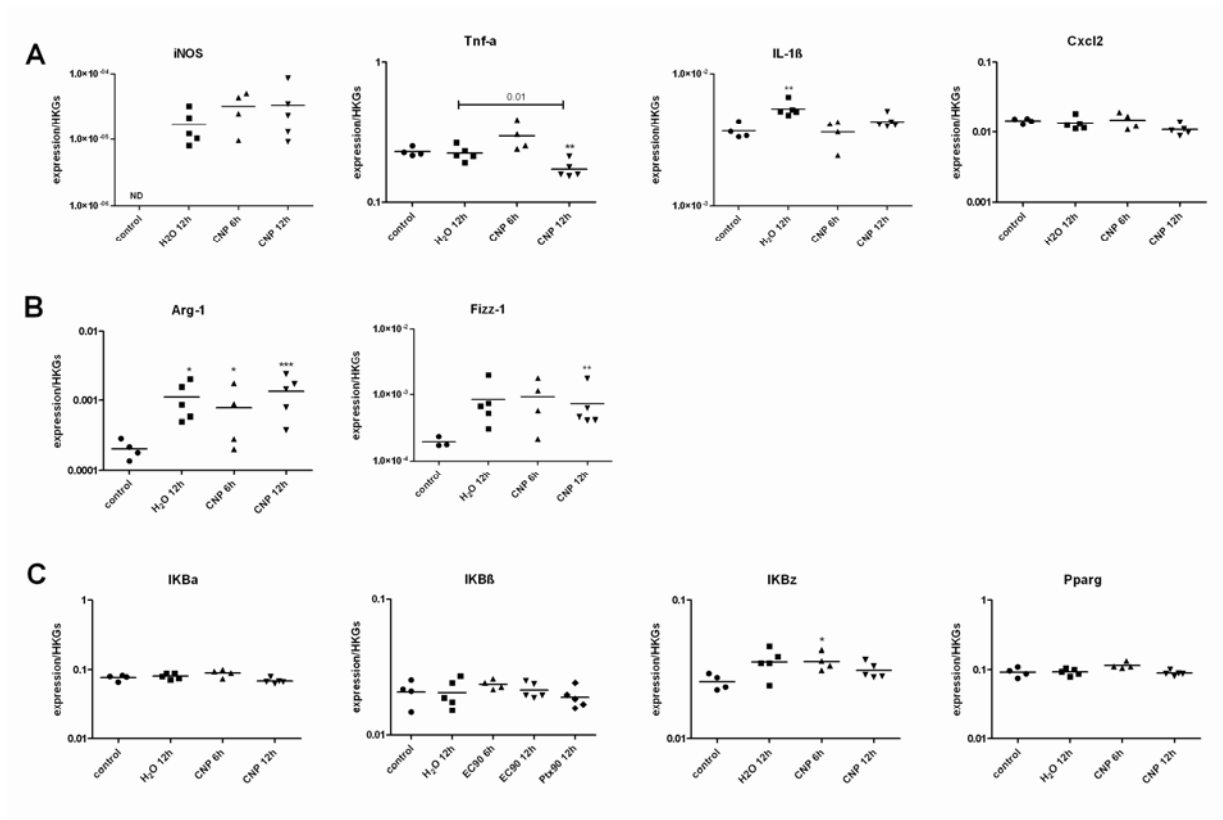 A
iNOS
expression/HKGs
1.0×10⁻⁰⁴
1.0×10⁻⁰⁵
1.0×10⁻⁰⁶
ND
control
H2O 12h
CNP 6h
CNP 12h
Tnf-a
expression/HKGs
1
0.1
0.01
**
control
H₂O 12h
CNP 6h
CNP 12h
IL-1ß
expression/HKGs
1.0×10⁻²
1.0×10⁻³
**
control
H₂O 12h
CNP 6h
CNP 12h
Cxcl2
expression/HKGs
0.1
0.01
0.001
control
H2O 12h
CNP 6h
CNP 12h
B
Arg-1
expression/HKGs
0.01
0.001
0.0001
*
*
***
control
H₂O 12h
CNP 6h
CNP 12h
Fizz-1
expression/HKGs
1.0×10⁻²
1.0×10⁻³
1.0×10⁻⁴
**
control
H₂O 12h
CNP 6h
CNP 12h
C
IKBa
expression/HKGs
1
0.1
0.01
control
H₂O 12h
CNP 6h
CNP 12h
IKBß
expression/HKGs
0.1
0.01
control
H₂O 12h
EC90 6h
EC90 12h
Ptx90 12h
IKBz
expression/HKGs
0.1
0.01
*
control
H2O 12h
CNP 6h
CNP 12h
Pparg
expression/HKGs
1
0.1
0.01
control
H₂O 12h
CNP 6h
CNP 12h